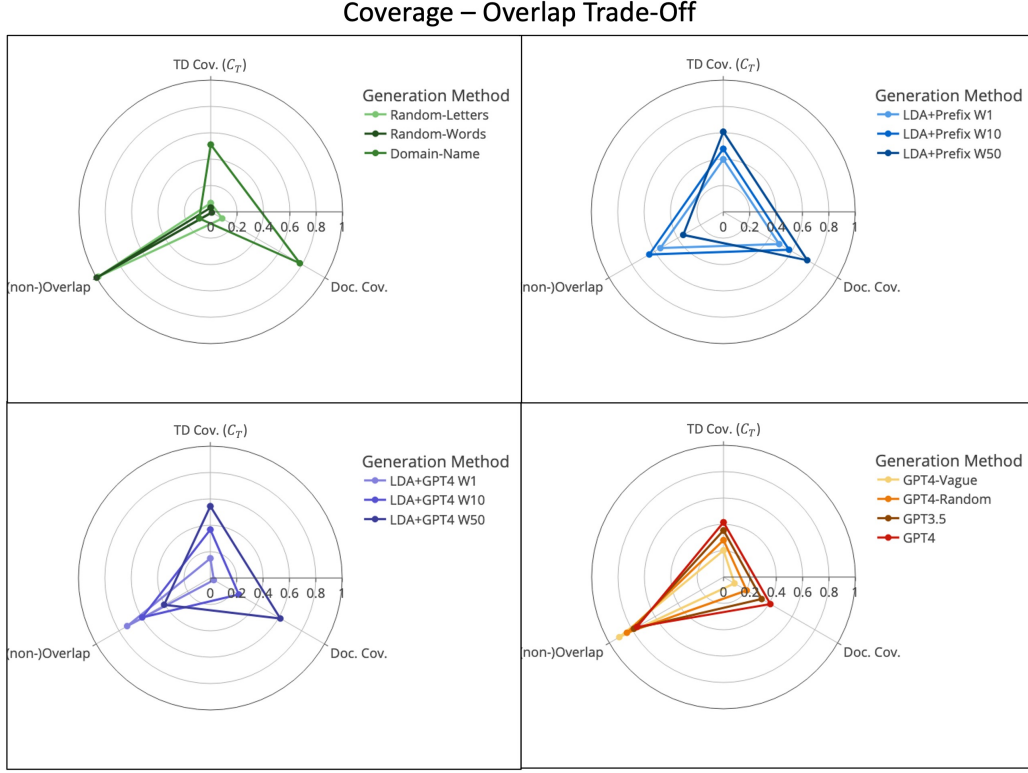 Coverage – Overlap Trade-Off
TD Cov. (C_T)
Generation Method
Random-Letters
Random-Words
Domain-Name
0 0.2 0.4 0.6 0.8 1
(non-)Overlap
Doc. Cov.
TD Cov. (C_T)
Generation Method
LDA+Prefix W1
LDA+Prefix W10
LDA+Prefix W50
0 0.2 0.4 0.6 0.8 1
non-)Overlap
Doc. Cov.
TD Cov. (C_T)
Generation Method
LDA+GPT4 W1
LDA+GPT4 W10
LDA+GPT4 W50
0 0.2 0.4 0.6 0.8 1
(non-)Overlap
Doc. Cov.
TD Cov. (C_T)
Generation Method
GPT4-Vague
GPT4-Random
GPT3.5
GPT4
0 0.2 0.4 0.6 0.8 1
non-)Overlap
Doc. Cov.